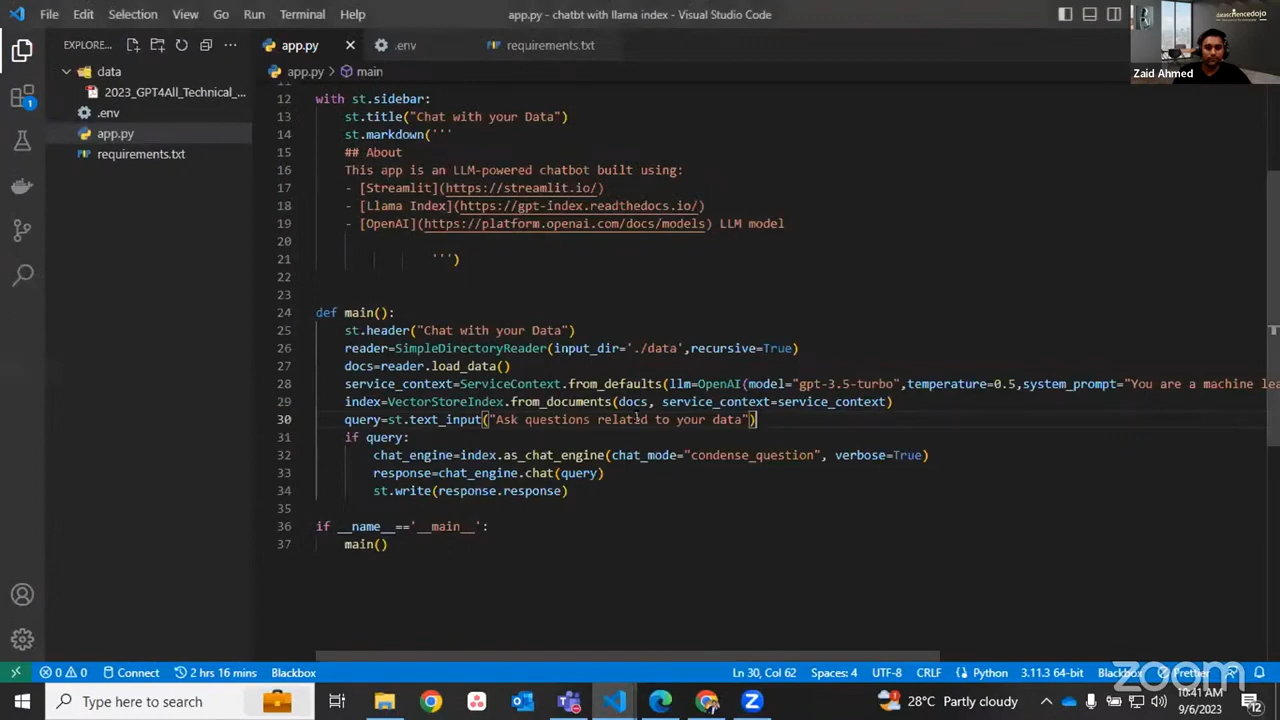 File Edit Selection View Go Run Terminal Help
app.py - chatbt with llama index - Visual Studio Code
datasciencedojo
Zaid Ahmed
EXPLORE...
app.py
.env
requirements.txt
data
2023_GPT4All_Technical_...
.env
app.py
requirements.txt
1
app.py > main
11
12 with st.sidebar:
13 st.title("Chat with your Data")
14 st.markdown('''
15 ## About
16 This app is an LLM-powered chatbot built using:
17 - [Streamlit](https://streamlit.io/)
18 - [Llama Index](https://gpt-index.readthedocs.io/)
19 - [OpenAI](https://platform.openai.com/docs/models) LLM model
20
21 ''')
22
23
24 def main():
25 st.header("Chat with your Data")
26 reader=SimpleDirectoryReader(input_dir='./data',recursive=True)
27 docs=reader.load_data()
28 service_context=ServiceContext.from_defaults(llm=OpenAI(model="gpt-3.5-turbo",temperature=0.5,system_prompt="You are a machine lea
29 index=VectorStoreIndex.from_documents(docs, service_context=service_context)
30 query=st.text_input("Ask questions related to your data")
31 if query:
32 chat_engine=index.as_chat_engine(chat_mode="condense_question", verbose=True)
33 response=chat_engine.chat(query)
34 st.write(response.response)
35
36 if __name__=='__main__':
37 main()
0 0 Connect 2 hrs 16 mins Blackbox
Ln 30, Col 62 Spaces: 4 UTF-8 CRLF Python 3.11.3 64-bit Blackbox Prettier
zoom
Type here to search
28°C Partly cloudy
10:41 AM
9/6/2023
12